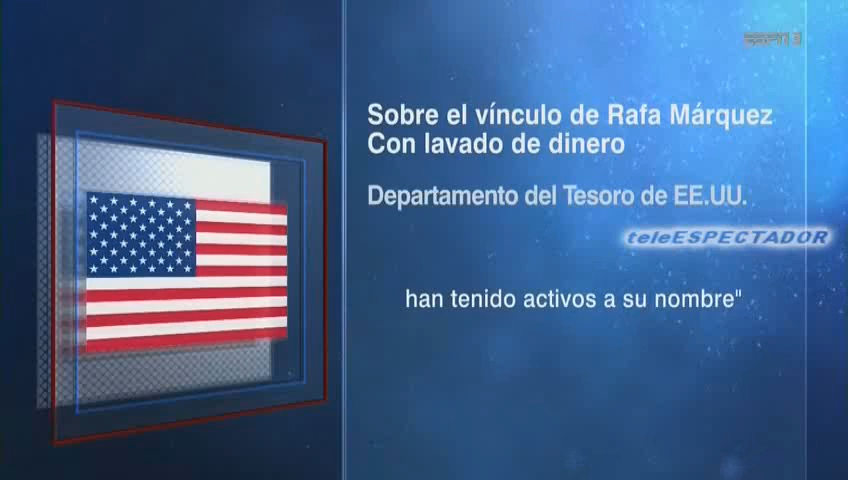 ESPN 3
Sobre el vínculo de Rafa Márquez
Con lavado de dinero
Departamento del Tesoro de EE.UU.
teleESPECTADOR
han tenido activos a su nombre"